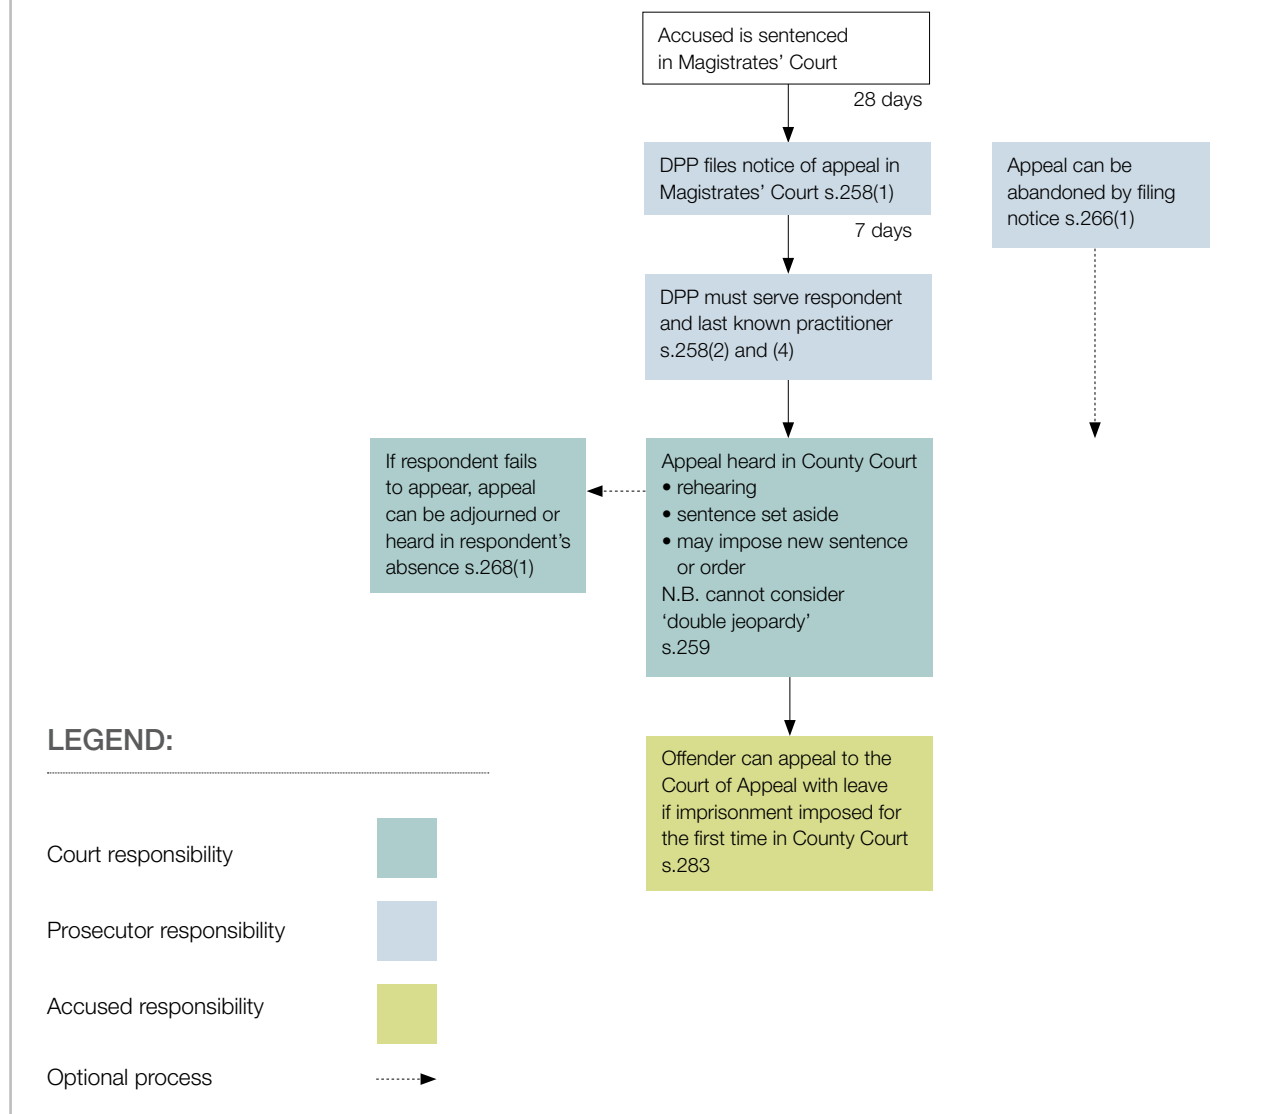 Accused is sentenced
in Magistrates’ Court
28 days
DPP files notice of appeal in
Magistrates’ Court s.258(1)
Appeal can be
abandoned by filing
notice s.266(1)
7 days
DPP must serve respondent
and last known practitioner
s.258(2) and (4)
If respondent fails
to appear, appeal
can be adjourned or
heard in respondent’s
absence s.268(1)
Appeal heard in County Court
• rehearing
• sentence set aside
• may impose new sentence
or order
N.B. cannot consider
‘double jeopardy’
s.259
Offender can appeal to the
Court of Appeal with leave
if imprisonment imposed for
the first time in County Court
s.283
LEGEND:
Court responsibility
Prosecutor responsibility
Accused responsibility
Optional process